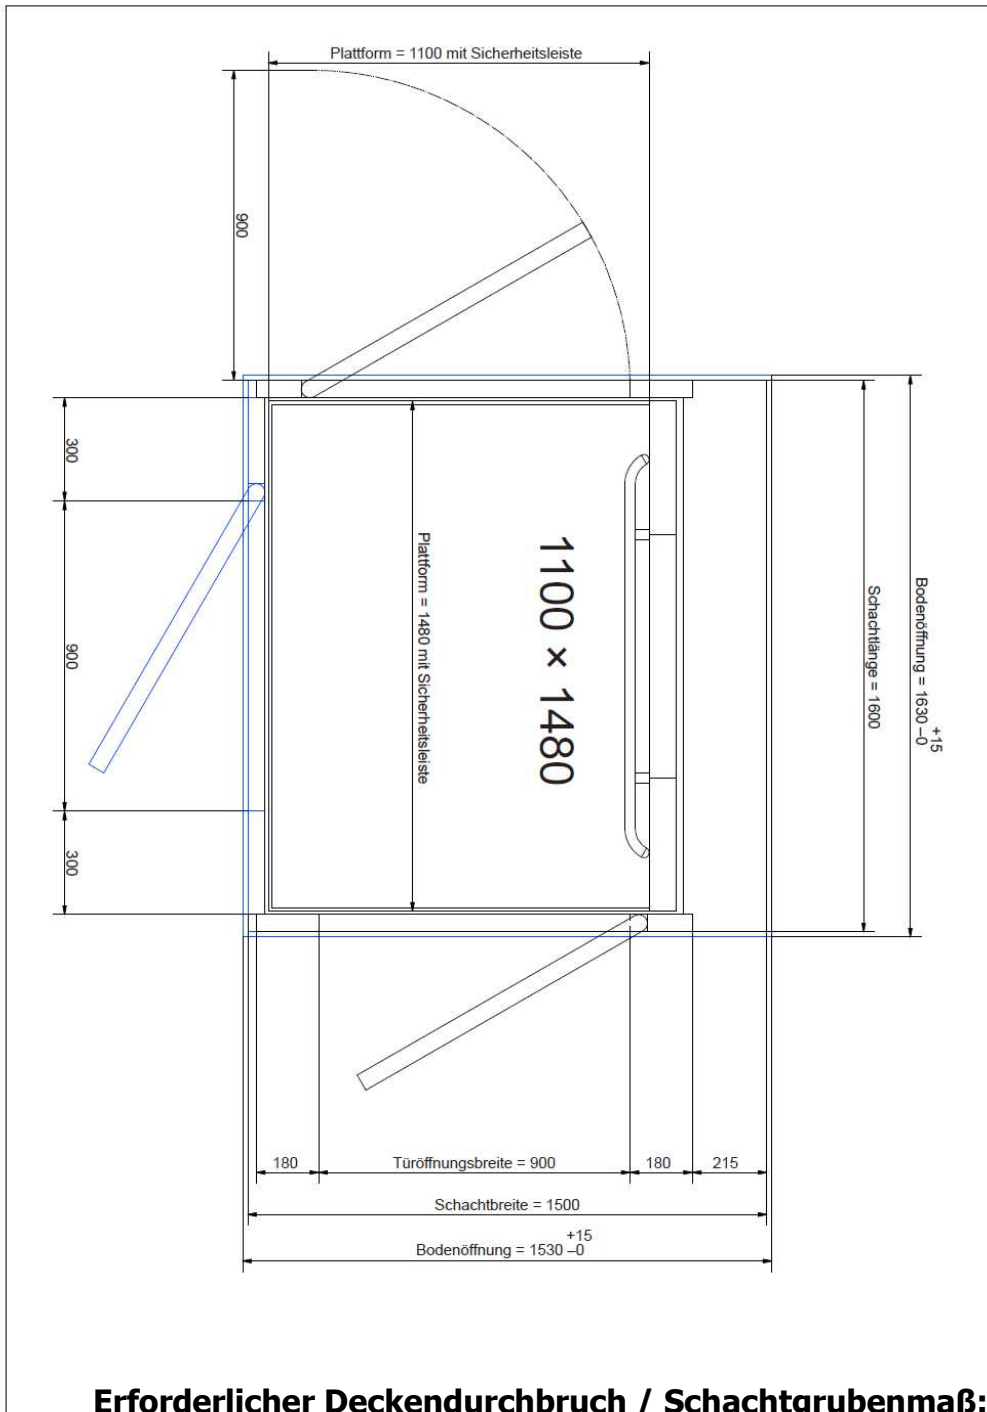 Plattform = 1100 mit Sicherheitsleiste
900
300
900
300
Plattform = 1480 mit Sicherheitsleiste
1100 × 1480
Schachtlänge = 1600
Bodenöffnung = 1630 +15 –0
180
Türöffnungsbreite = 900
180
215
Schachtbreite = 1500
Bodenöffnung = 1530 +15 –0
Erforderlicher Deckendurchbruch / Schachtgrubenmaß: